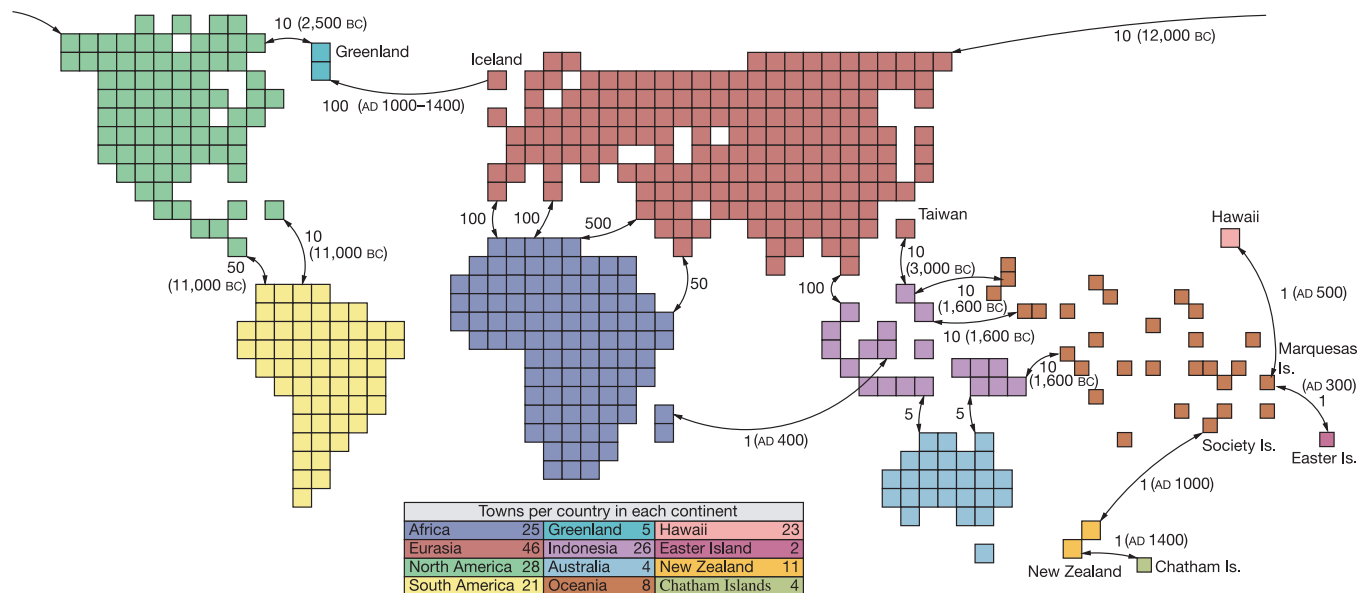 10 (2,500 BC)
Greenland
Iceland
100 (AD 1000–1400)
10 (12,000 BC)
100
100
500
Taiwan
Hawaii
10
(11,000 BC)
50
(11,000 BC)
50
100
10
(3,000 BC)
10
(1,600 BC)
10 (1,600 BC)
10
(1,600 BC)
1 (AD 500)
Marquesas
Is.
(AD 300)
1
5
5
1(AD 400)
Society Is.
Easter Is.
1 (AD 1000)
1 (AD 1400)
New Zealand
Chatham Is.
Towns per country in each continent
Africa 25 Greenland 5 Hawaii 23
Eurasia 46 Indonesia 26 Easter Island 2
North America 28 Australia 4 New Zealand 11
South America 21 Oceania 8 Chatham Islands 4